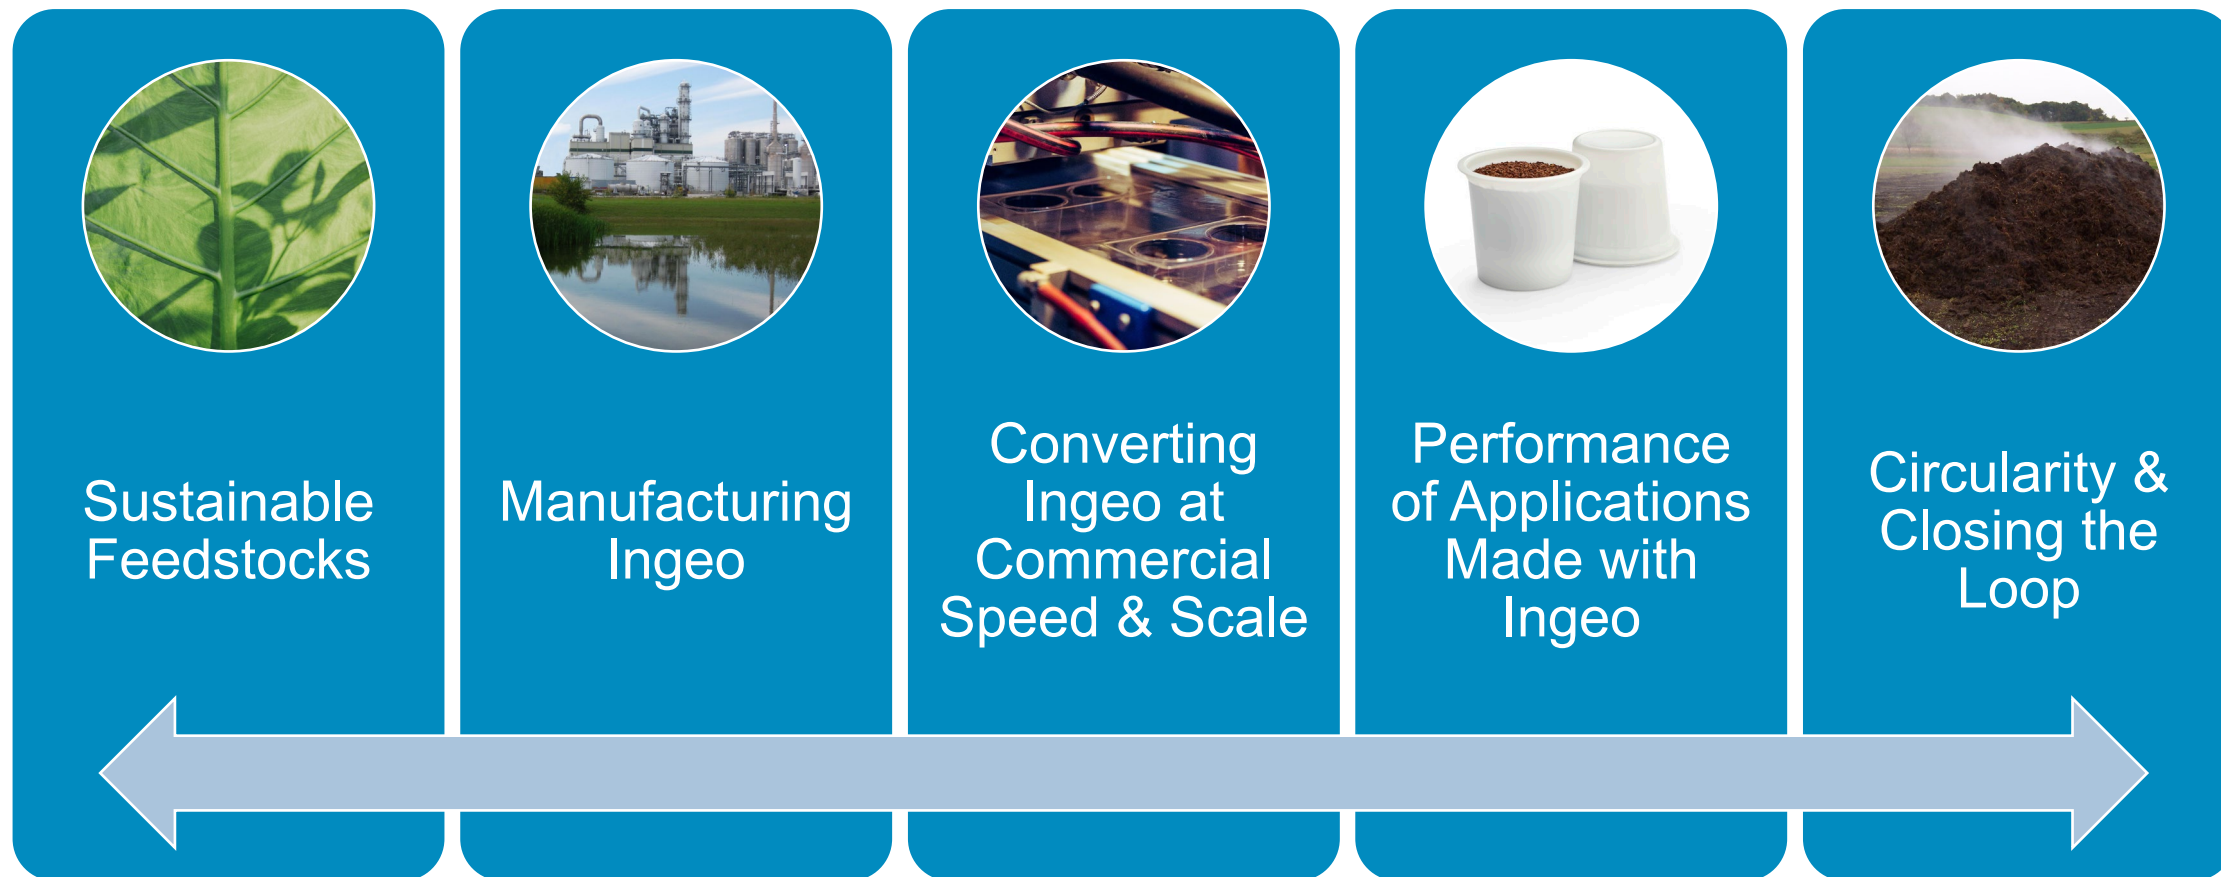 Sustainable
Feedstocks
Manufacturing
Ingeo
Converting
Ingeo at
Commercial
Speed & Scale
Performance
of Applications
Made with
Ingeo
Circularity &
Closing the
Loop